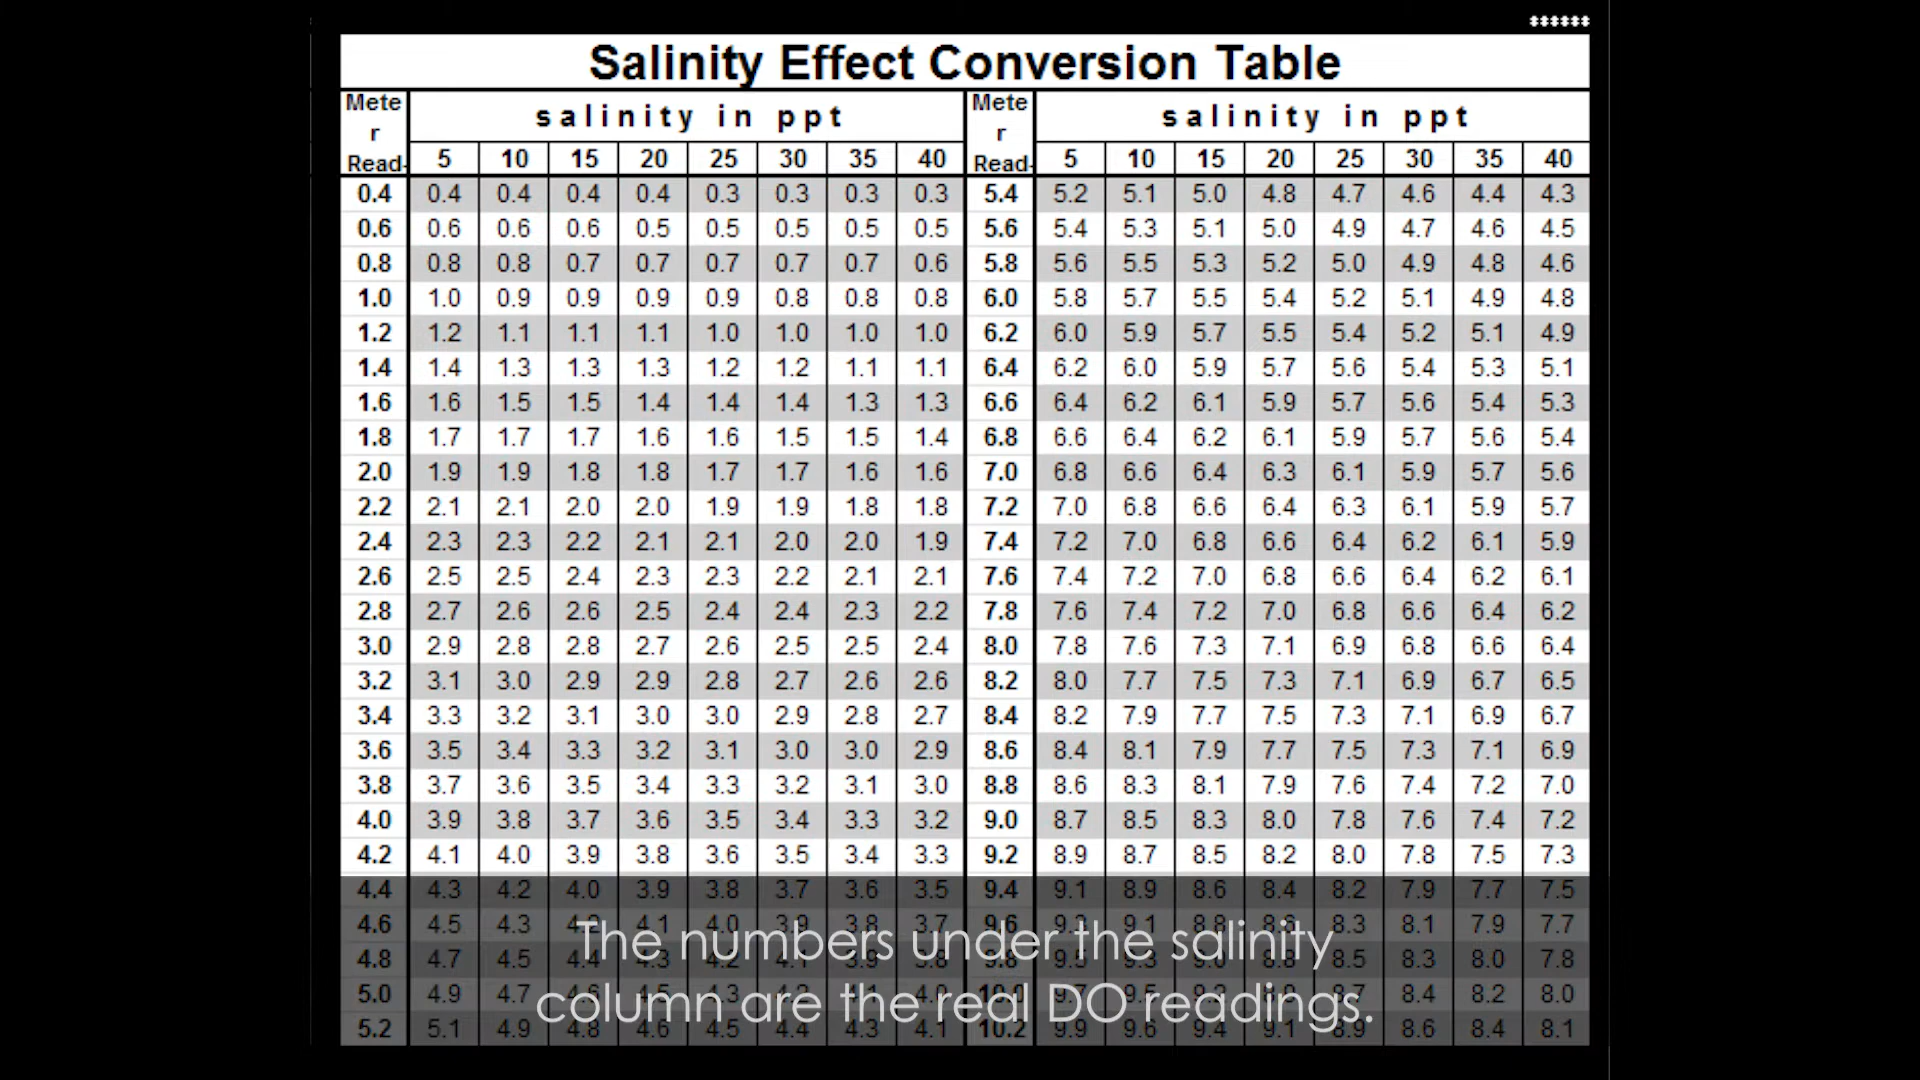 ******
Salinity Effect Conversion Table
Mete r Read- salinity in ppt Mete r Read- salinity in ppt
5 10 15 20 25 30 35 40 5 10 15 20 25 30 35 40
0.4 0.4 0.4 0.4 0.4 0.3 0.3 0.3 0.3 5.4 5.2 5.1 5.0 4.8 4.7 4.6 4.4 4.3
0.6 0.6 0.6 0.6 0.5 0.5 0.5 0.5 0.5 5.6 5.4 5.3 5.1 5.0 4.9 4.7 4.6 4.5
0.8 0.8 0.8 0.7 0.7 0.7 0.7 0.7 0.6 5.8 5.6 5.5 5.3 5.2 5.0 4.9 4.8 4.6
1.0 1.0 0.9 0.9 0.9 0.9 0.8 0.8 0.8 6.0 5.8 5.7 5.5 5.4 5.2 5.1 4.9 4.8
1.2 1.2 1.1 1.1 1.1 1.0 1.0 1.0 1.0 6.2 6.0 5.9 5.7 5.5 5.4 5.2 5.1 4.9
1.4 1.4 1.3 1.3 1.3 1.2 1.2 1.1 1.1 6.4 6.2 6.0 5.9 5.7 5.6 5.4 5.3 5.1
1.6 1.6 1.5 1.5 1.4 1.4 1.4 1.3 1.3 6.6 6.4 6.2 6.1 5.9 5.7 5.6 5.4 5.3
1.8 1.7 1.7 1.7 1.6 1.6 1.5 1.5 1.4 6.8 6.6 6.4 6.2 6.1 5.9 5.7 5.6 5.4
2.0 1.9 1.9 1.8 1.8 1.7 1.7 1.6 1.6 7.0 6.8 6.6 6.4 6.3 6.1 5.9 5.7 5.6
2.2 2.1 2.1 2.0 2.0 1.9 1.9 1.8 1.8 7.2 7.0 6.8 6.6 6.4 6.3 6.1 5.9 5.7
2.4 2.3 2.3 2.2 2.1 2.1 2.0 2.0 1.9 7.4 7.2 7.0 6.8 6.6 6.4 6.2 6.1 5.9
2.6 2.5 2.5 2.4 2.3 2.3 2.2 2.1 2.1 7.6 7.4 7.2 7.0 6.8 6.6 6.4 6.2 6.1
2.8 2.7 2.6 2.6 2.5 2.4 2.4 2.3 2.2 7.8 7.6 7.4 7.2 7.0 6.8 6.6 6.4 6.2
3.0 2.9 2.8 2.8 2.7 2.6 2.5 2.5 2.4 8.0 7.8 7.6 7.3 7.1 6.9 6.8 6.6 6.4
3.2 3.1 3.0 2.9 2.9 2.8 2.7 2.6 2.6 8.2 8.0 7.7 7.5 7.3 7.1 6.9 6.7 6.5
3.4 3.3 3.2 3.1 3.0 3.0 2.9 2.8 2.7 8.4 8.2 7.9 7.7 7.5 7.3 7.1 6.9 6.7
3.6 3.5 3.4 3.3 3.2 3.1 3.0 3.0 2.9 8.6 8.4 8.1 7.9 7.7 7.5 7.3 7.1 6.9
3.8 3.7 3.6 3.5 3.4 3.3 3.2 3.1 3.0 8.8 8.6 8.3 8.1 7.9 7.6 7.4 7.2 7.0
4.0 3.9 3.8 3.7 3.6 3.5 3.4 3.3 3.2 9.0 8.7 8.5 8.3 8.0 7.8 7.6 7.4 7.2
4.2 4.1 4.0 3.9 3.8 3.6 3.5 3.4 3.3 9.2 8.9 8.7 8.5 8.2 8.0 7.8 7.5 7.3
4.4 4.3 4.2 4.0 3.9 3.8 3.7 3.6 3.5 9.4 9.1 8.9 8.6 8.4 8.2 7.9 7.7 7.5
4.6 4.5 4.3 4.1 4.0 3.9 3.8 3.7 9.6 9.1 8.3 8.1 7.9 7.7
4.8 4.7 4.5 8.5 8.3 8.0 7.8
5.0 4.9 4.7 8.4 8.2 8.0
5.2 5.1 4.9 4.8 4.6 4.5 4.4 4.3 4.1 10.2 9.9 9.6 9.4 9.1 8.9 8.6 8.4 8.1
The numbers under the salinity
column are the real DO readings.